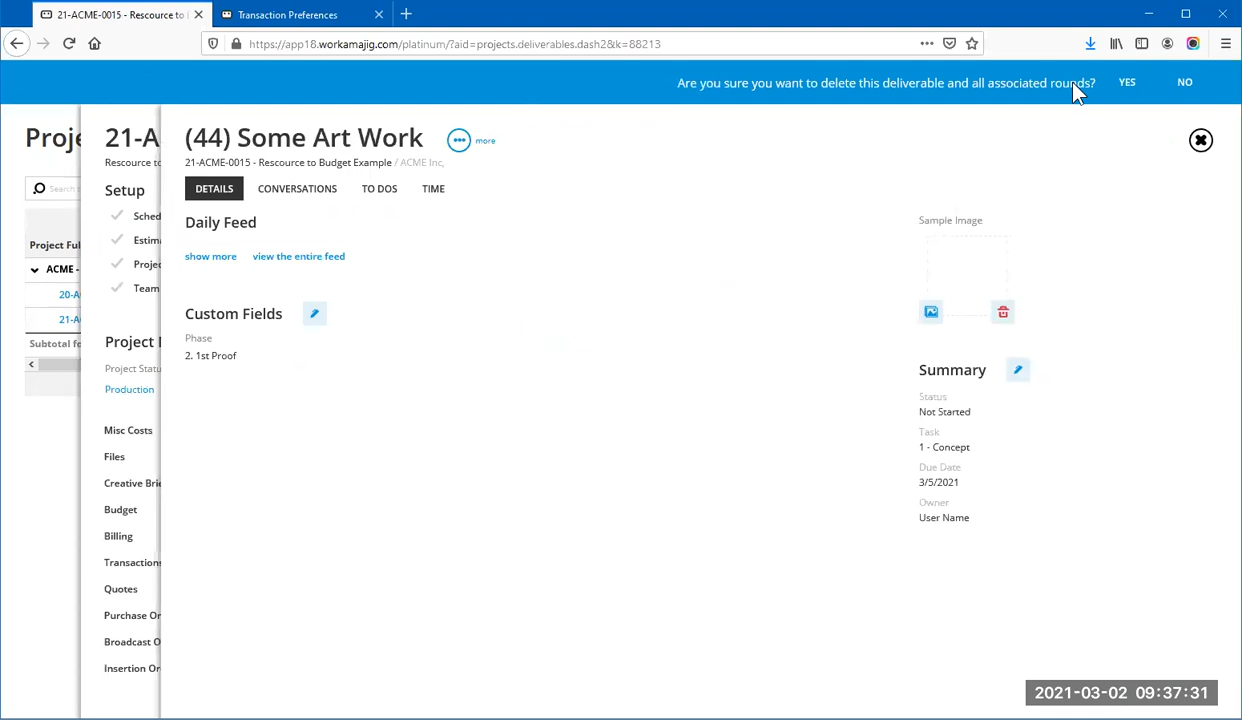 21-ACME-0015 - Rescource to
Transaction Preferences
https://app18.workamajig.com/platinum/?aid=projects.deliverables.dash2&k=88213
Are you sure you want to delete this deliverable and all associated rounds?
YES
NO
Proje
Search
Project Ful
ACME -
20-A
21-A
Subtotal fo
21-A
Rescource to
Setup
Sched
Estima
Projec
Team
Project
Project Statu
Production
Misc Costs
Files
Creative Brie
Budget
Billing
Transactions
Quotes
Purchase Or
Broadcast O
Insertion Or
(44) Some Art Work
more
21-ACME-0015 - Rescource to Budget Example / ACME Inc,
DETAILS
CONVERSATIONS
TO DOS
TIME
Daily Feed
show more
view the entire feed
Custom Fields
Phase
2. 1st Proof
Sample Image
Summary
Status
Not Started
Task
1 - Concept
Due Date
3/5/2021
Owner
User Name
2021-03-02 09:37:31